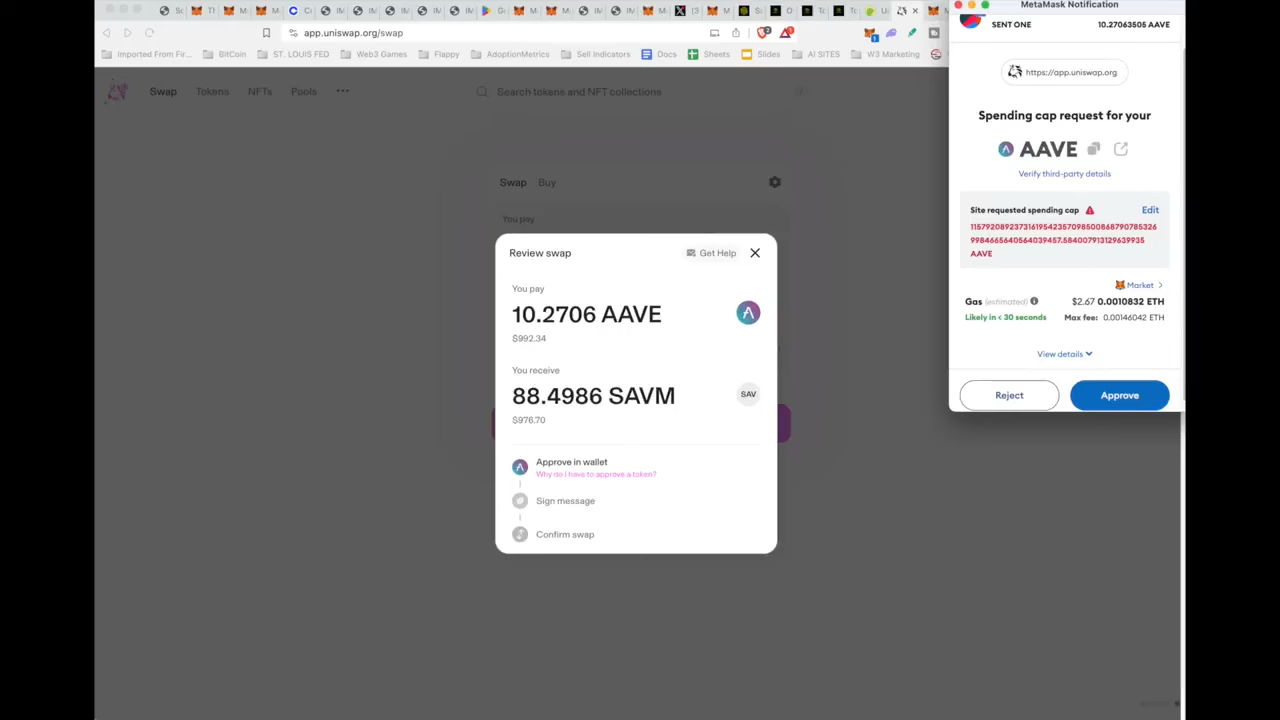 MetaMask Notification
SENT ONE
10.27063505 AAVE
app.uniswap.org/swap
Imported From Fir...
BitCoin
ST. LOUIS FED
Web3 Games
Flappy
AdoptionMetrics
Sell Indicators
Docs
Sheets
Slides
AI SITES
W3 Marketing
https://app.uniswap.org
Swap
Tokens
NFTs
Pools
Search tokens and NFT collections
Spending cap request for your
AAVE
Verify third-party details
Swap
Buy
You pay
Site requested spending cap
Edit
11579208923731619542357098500868790785326
9984665640564039457.584007913129639935
AAVE
Market >
Gas (estimated)
$2.67 0.0010832 ETH
Likely in < 30 seconds
Max fee: 0.00146042 ETH
View details
Reject
Approve
Review swap
Get Help
You pay
10.2706 AAVE
$992.34
You receive
88.4986 SAVM
SAV
$976.70
Approve in wallet
Why do I have to approve a token?
Sign message
Confirm swap